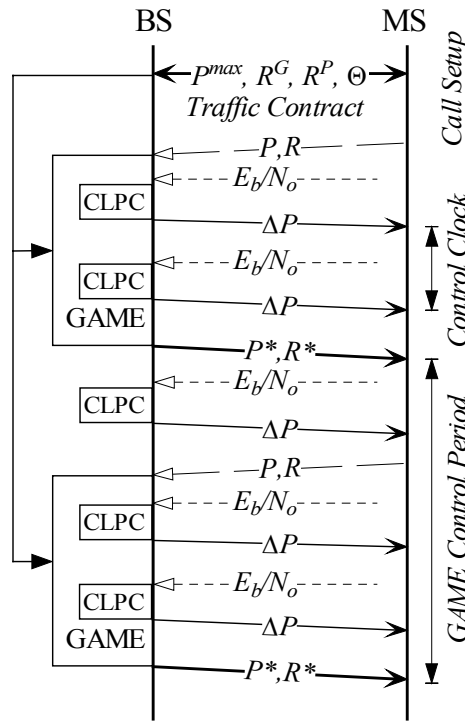 BS MS
P^max, R^G, R^P, Θ
Traffic Contract
Call Setup
P,R
E_b/N_o
CLPC
ΔP
Control Clock
E_b/N_o
CLPC
ΔP
GAME
P*,R*
E_b/N_o
CLPC
ΔP
GAME Control Period
P,R
E_b/N_o
CLPC
ΔP
E_b/N_o
CLPC
ΔP
GAME
P*,R*